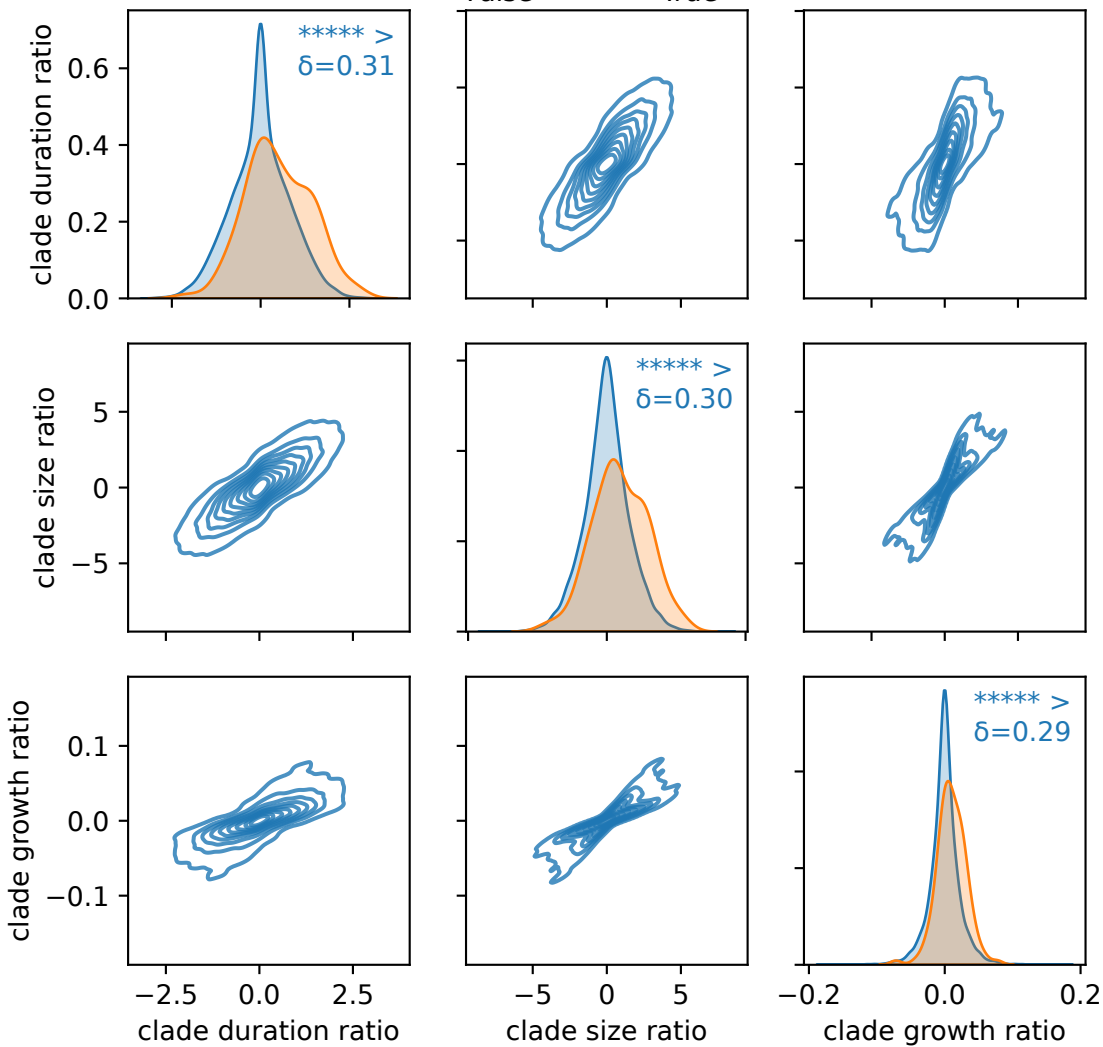 clade duration ratio
0.6
0.4
0.2
0.0
***** >
δ=0.31
clade size ratio
5
0
−5
***** >
δ=0.30
clade growth ratio
0.1
0.0
−0.1
***** >
δ=0.29
−2.5 0.0 2.5
−5 0 5
−0.2 0.0 0.2
clade duration ratio
clade size ratio
clade growth ratio